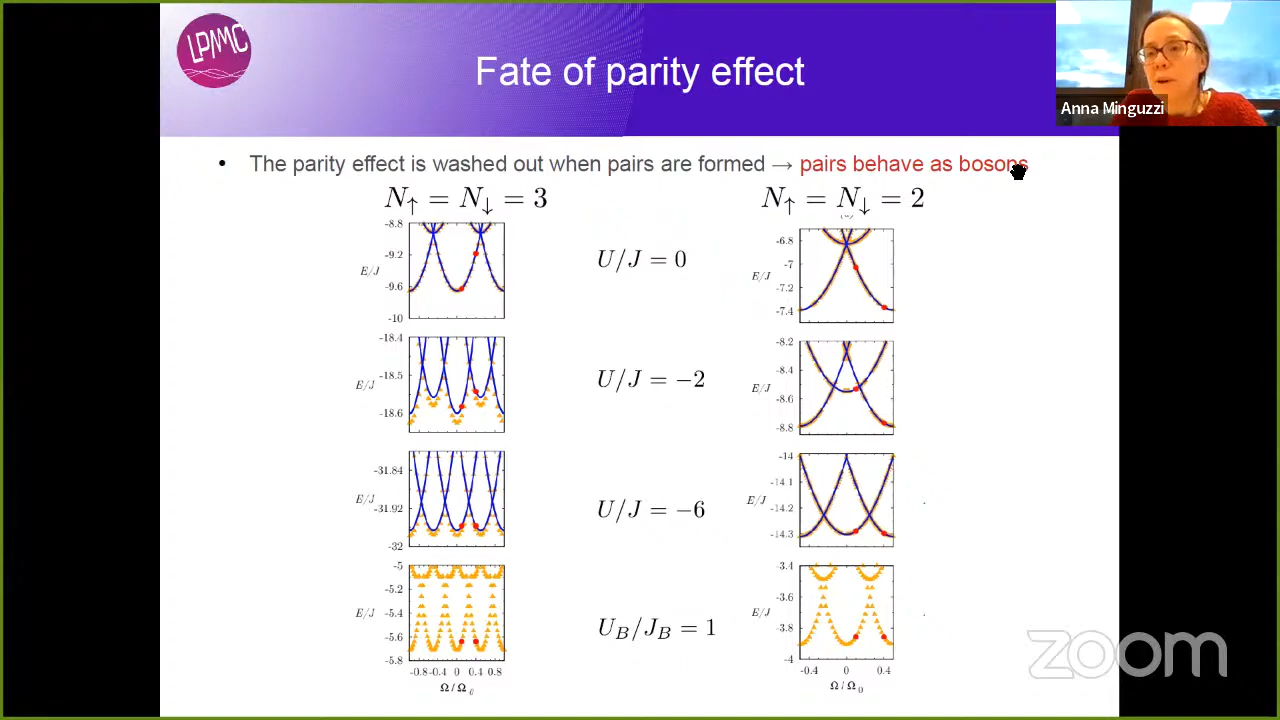 LPMMC
Fate of parity effect
Anna Minguzzi
• The parity effect is washed out when pairs are formed → pairs behave as bosons
N↑ = N↓ = 3
N↑ = N↓ = 2
-8.8
-9.2
-9.6
-10
E/J
U/J = 0
-6.8
-7
-7.2
-7.4
E/J
-18.4
-18.5
-18.6
E/J
U/J = −2
-8.2
-8.4
-8.6
-8.8
E/J
-31.84
-31.92
-32
E/J
U/J = −6
-14
-14.1
-14.2
-14.3
E/J
-5
-5.2
-5.4
-5.6
-5.8
E/J
-0.8 -0.4 0 0.4 0.8
Ω/Ω
U_B/J_B = 1
-3.4
-3.6
-3.8
-4
E/J
-0.4 0 0.4
Ω/Ω₀
zoom